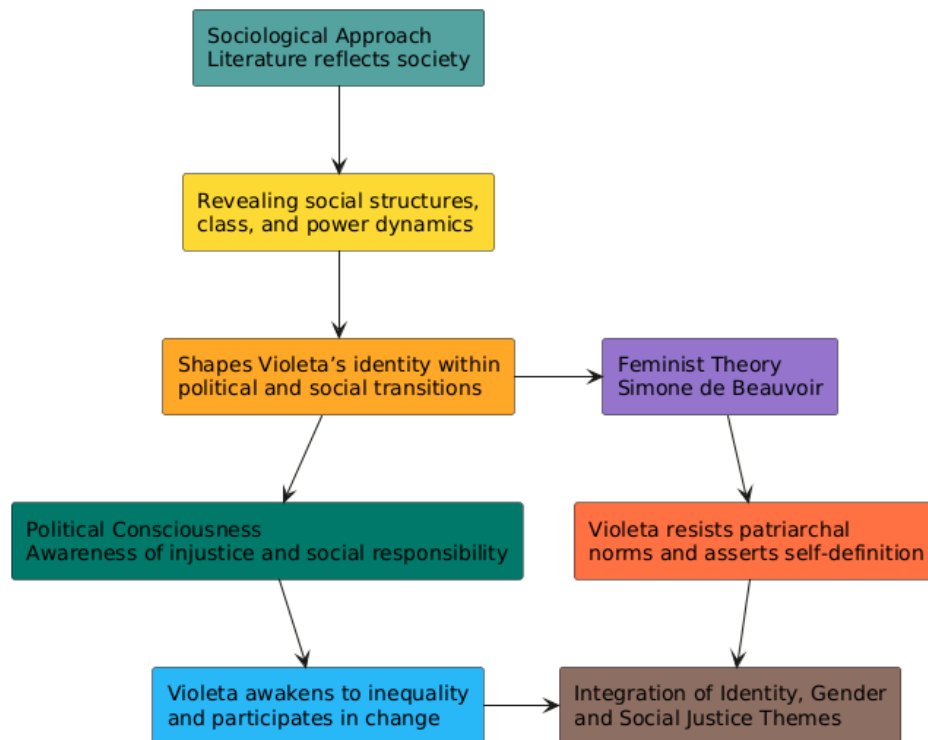 Sociological Approach
Literature reflects society
Revealing social structures,
class, and power dynamics
Shapes Violeta’s identity within
political and social transitions
Feminist Theory
Simone de Beauvoir
Political Consciousness
Awareness of injustice and social responsibility
Violeta resists patriarchal
norms and asserts self-definition
Violeta awakens to inequality
and participates in change
Integration of Identity, Gender
and Social Justice Themes